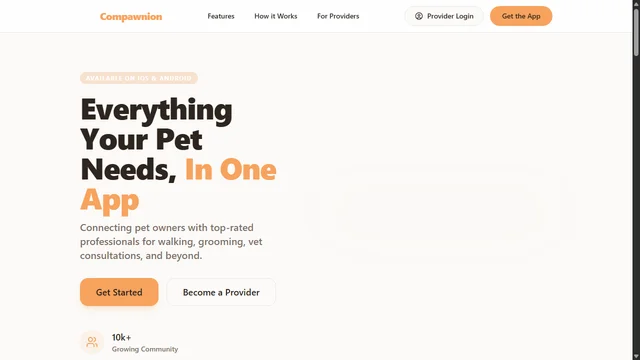 Compawnion
Features
How it Works
For Providers
Provider Login
Get the App
AVAILABLE ON IOS & ANDROID
Everything
Your Pet
Needs, In One
App
Connecting pet owners with top-rated
professionals for walking, grooming, vet
consultations, and beyond.
Get Started
Become a Provider
10k+
Growing Community